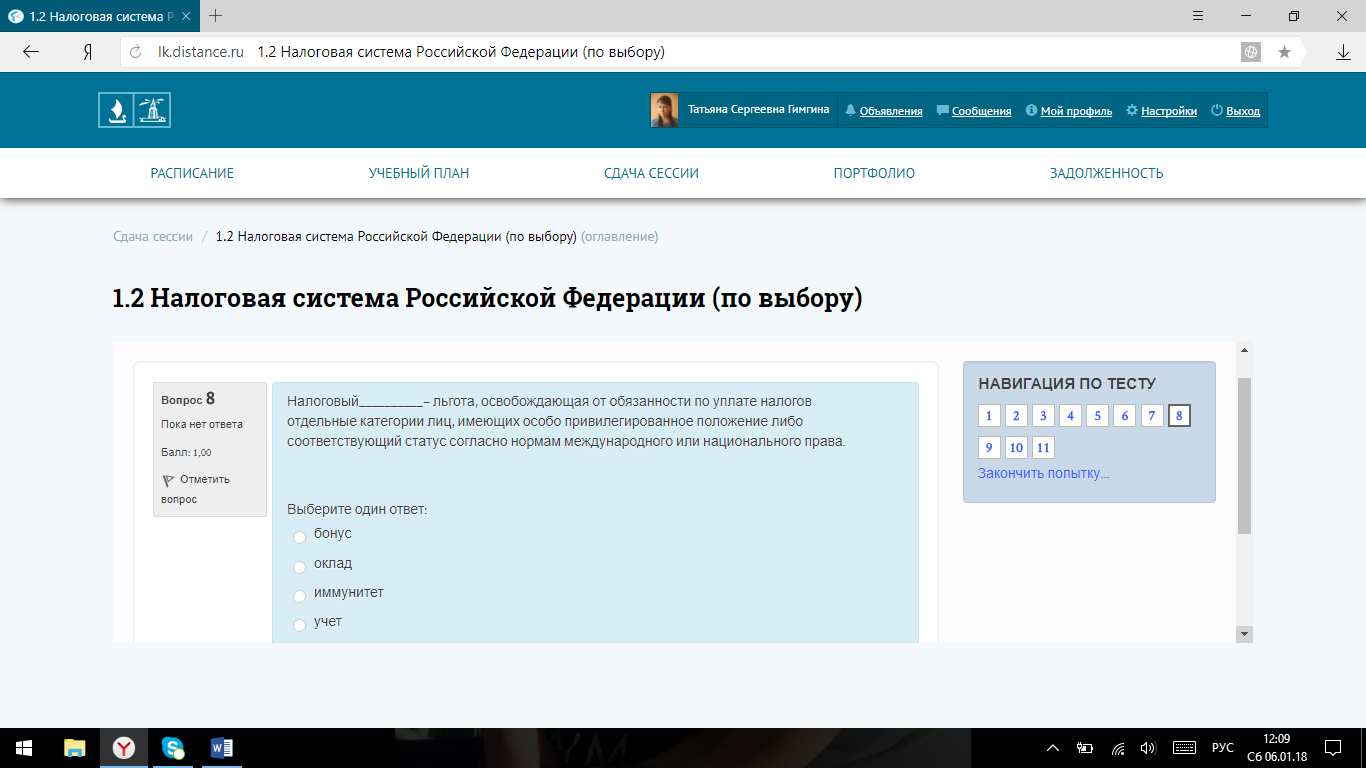 1.2 Налоговая система Р
lk.distance.ru 1.2 Налоговая система Российской Федерации (по выбору)
Татьяна Сергеевна Гимгина Объявления Сообщения Мой профиль Настройки Выход
РАСПИСАНИЕ УЧЕБНЫЙ ПЛАН СДАЧА СЕССИИ ПОРТФОЛИО ЗАДОЛЖЕННОСТЬ
Сдача сессии / 1.2 Налоговая система Российской Федерации (по выбору) (оглавление)
1.2 Налоговая система Российской Федерации (по выбору)
Вопрос 8
Пока нет ответа
Балл: 1,00
Отметить
вопрос
Налоговый__________– льгота, освобождающая от обязанности по уплате налогов
отдельные категории лиц, имеющих особо привилегированное положение либо
соответствующий статус согласно нормам международного или национального права.
Выберите один ответ:
бонус
оклад
иммунитет
учет
НАВИГАЦИЯ ПО ТЕСТУ
1 2 3 4 5 6 7 8
9 10 11
Закончить попытку...
РУС
12:09
Сб 06.01.18